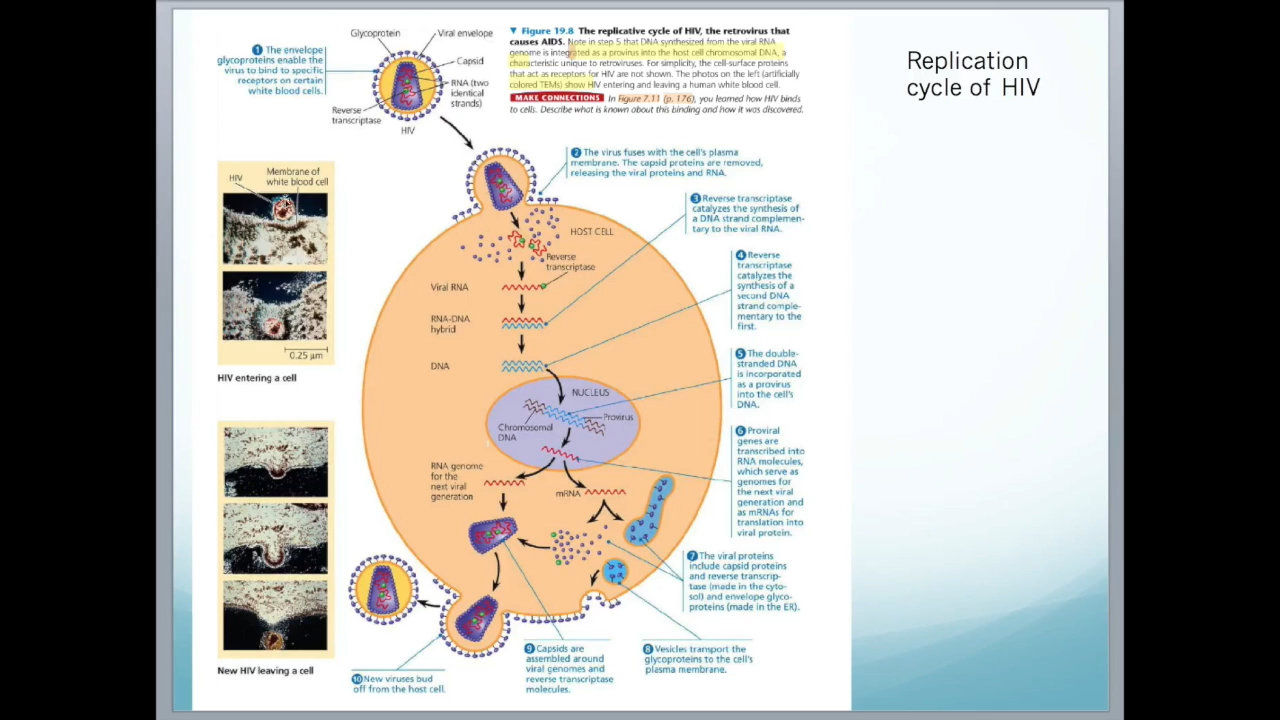 Replication
cycle of HIV
▼ Figure 19.8 The replicative cycle of HIV, the retrovirus that
causes AIDS. Note in step 5 that DNA synthesized from the viral RNA
genome is integrated as a provirus into the host cell chromosomal DNA, a
characteristic unique to retroviruses. For simplicity, the cell-surface proteins
that act as receptors for HIV are not shown. The photos on the left (artificially
colored TEMs) show HIV entering and leaving a human white blood cell.
MAKE CONNECTIONS In Figure 7.11 (p. 176), you learned how HIV binds
to cells. Describe what is known about this binding and how it was discovered.
1 The envelope
glycoproteins enable the
virus to bind to specific
receptors on certain
white blood cells.
Glycoprotein
Viral envelope
Capsid
RNA (two
identical
strands)
Reverse
transcriptase
HIV
2 The virus fuses with the cell's plasma
membrane. The capsid proteins are removed,
releasing the viral proteins and RNA.
HIV
Membrane of
white blood cell
0.25 µm
HIV entering a cell
3 Reverse transcriptase
catalyzes the synthesis of
a DNA strand complemen-
tary to the viral RNA.
HOST CELL
Reverse
transcriptase
Viral RNA
4 Reverse
transcriptase
catalyzes the
synthesis of a
second DNA
strand comple-
mentary to the
first.
RNA-DNA
hybrid
DNA
5 The double-
stranded DNA
is incorporated
as a provirus
into the cell's
DNA.
NUCLEUS
Provirus
Chromosomal
DNA
6 Proviral
genes are
transcribed into
RNA molecules,
which serve as
genomes for
the next viral
generation and
as mRNAs for
translation into
viral protein.
RNA genome
for the
next viral
generation
mRNA
7 The viral proteins
include capsid proteins
and reverse transcrip-
tase (made in the cyto-
sol) and envelope glyco-
proteins (made in the ER).
New HIV leaving a cell
8 Vesicles transport the
glycoproteins to the cell's
plasma membrane.
9 Capsids are
assembled around
viral genomes and
reverse transcriptase
molecules.
10 New viruses bud
off from the host cell.